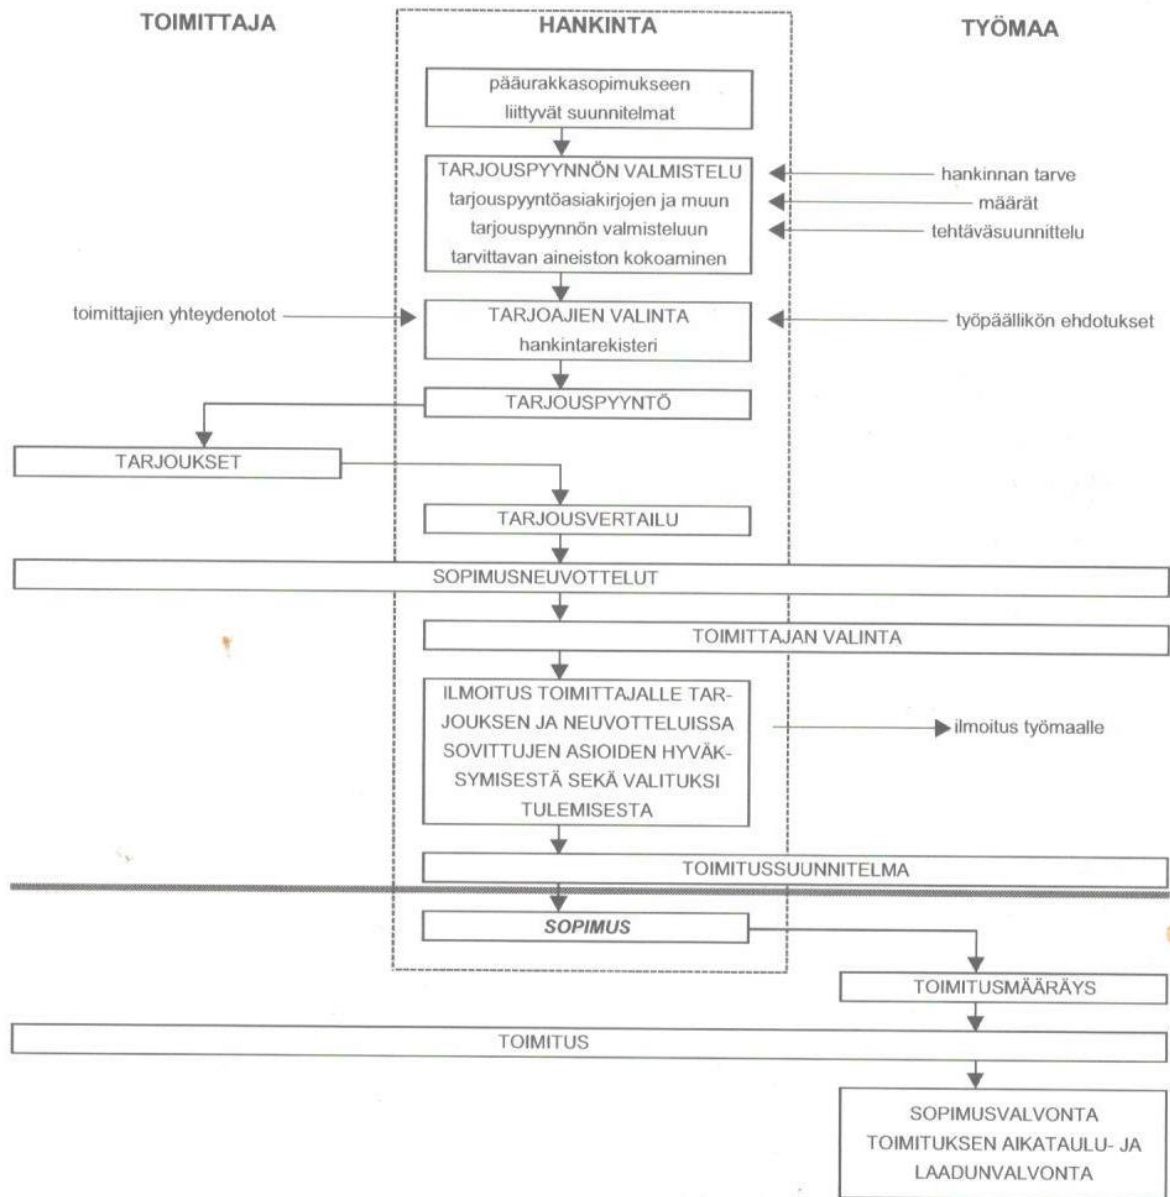 TOIMITTAJA
HANKINTA
TYÖMAA
pääurakkasopimukseen
liittyvät suunnitelmat
TARJOUSPYYNNÖN VALMISTELU
tarjouspyyntöasiakirjojen ja muun
tarjouspyynnön valmisteluun
tarvittavan aineiston kokoaminen
hankinnan tarve
määrät
tehtäväsuunnittelu
toimittajien yhteydenotot
TARJOAJIEN VALINTA
hankintarekisteri
työpäällikön ehdotukset
TARJOUSPYYNTÖ
TARJOUKSET
TARJOUSVERTAILU
SOPIMUSNEUVOTTELUT
TOIMITTAJAN VALINTA
ILMOITUS TOIMITTAJALLE TAR-
JOUKSEN JA NEUVOTTELUISSA
SOVITTUJEN ASIOIDEN HYVÄK-
SYMISESTÄ SEKÄ VALITUKSI
TULEMISESTA
ilmoitus työmaalle
TOIMITUSSUUNNITELMA
SOPIMUS
TOIMITUSMÄÄRÄYS
TOIMITUS
SOPIMUSVALVONTA
TOIMITUKSEN AIKATAULU- JA
LAADUNVALVONTA